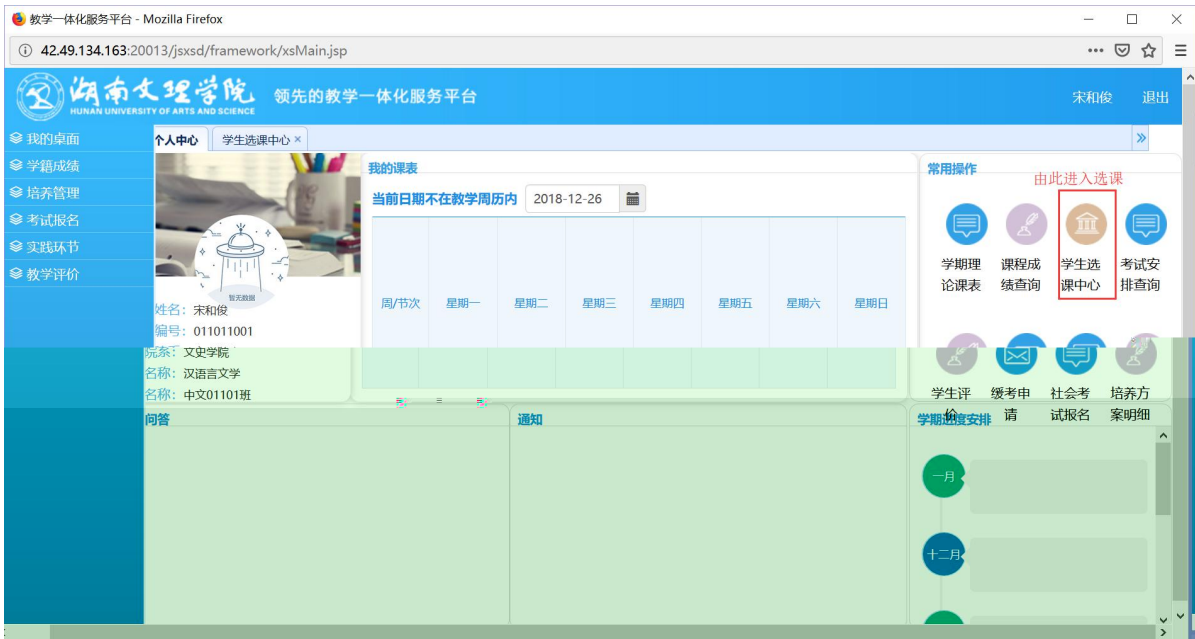 教学一体化服务平台 - Mozilla Firefox
42.49.134.163:20013/jsxsd/framework/xsMain.jsp
湖南文理学院
HUNAN UNIVERSITY OF ARTS AND SCIENCE
领先的教学一体化服务平台
宋和俊 退出
我的桌面
学籍成绩
培养管理
考试报名
实践环节
教学评价
个人中心 学生选课中心 ×
暂无数据
姓名：宋和俊
编号：011011001
院系：文史学院
名称：汉语言文学
名称：中文01101班
我的课表
当前日期不在教学周历内 2018-12-26
周/节次 星期一 星期二 星期三 星期四 星期五 星期六 星期日
常用操作
由此进入选课
学期理论课表
课程成绩查询
学生选课中心
考试安排查询
学生评价
缓考申请
社会考试报名
培养方案明细
问答
通知
学期进度安排
一月
十二月